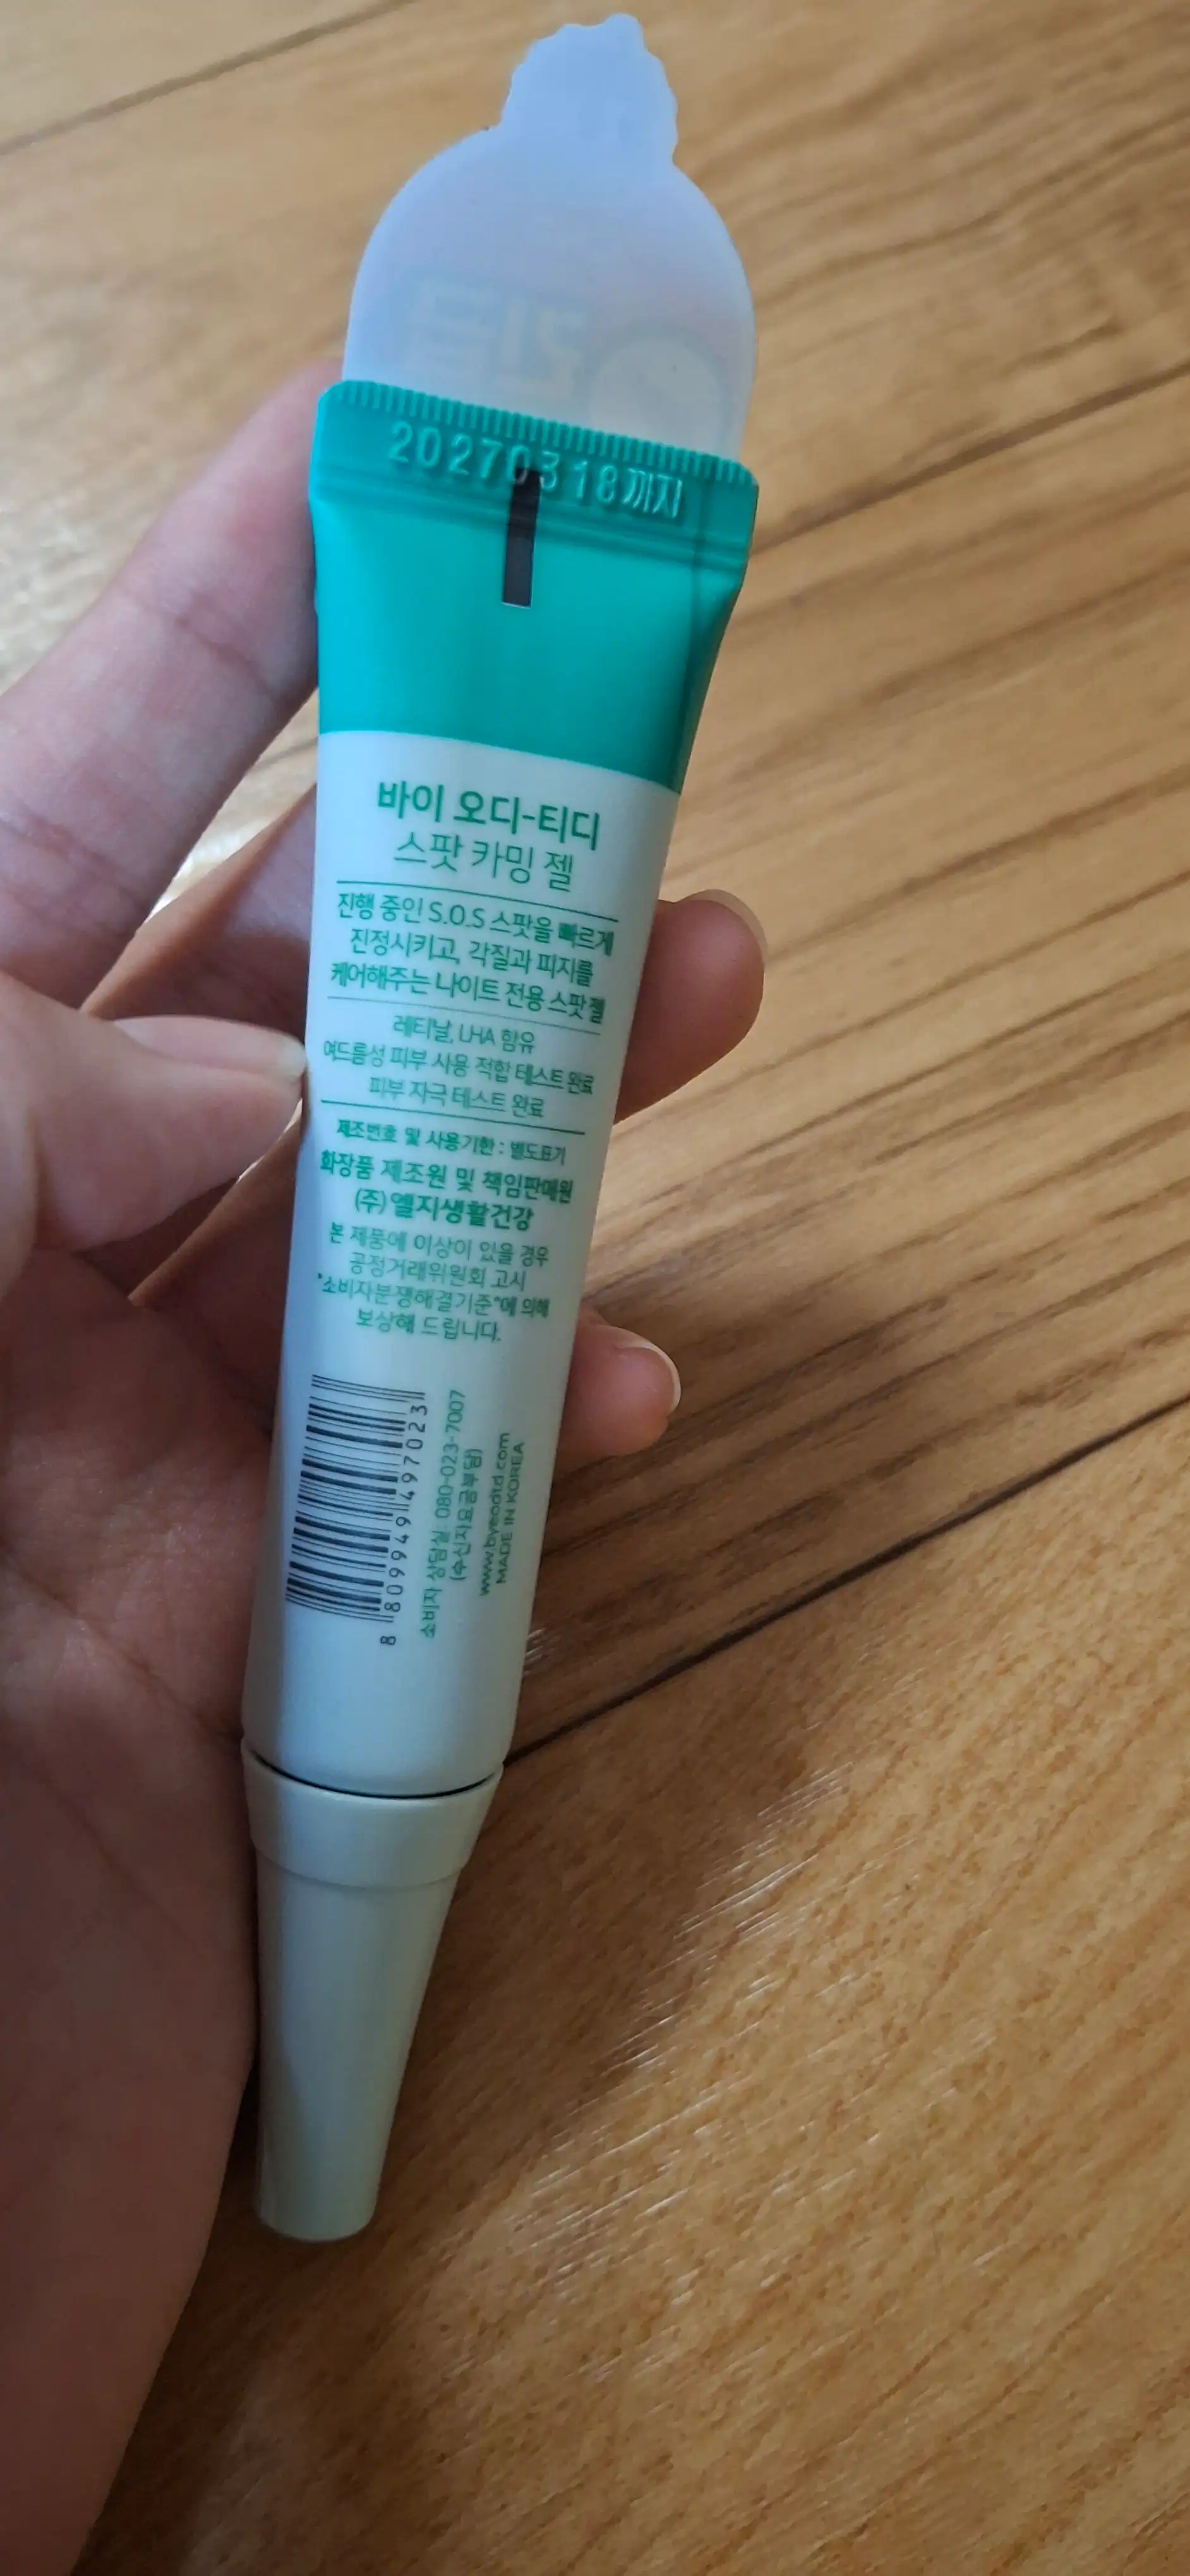 20270318까지
바이 오디-티디
스팟 카밍 젤
진행 중인 S.O.S 스팟을 빠르게
진정시키고, 각질과 피지를
케어해주는 나이트 전용 스팟 젤
레티날, LHA 함유
여드름성 피부 사용 적합 테스트 완료
피부 자극 테스트 완료
제조번호 및 사용기한 : 별도표기
화장품 제조원 및 책임판매원
(주)엘지생활건강
본 제품에 이상이 있을 경우
공정거래위원회 고시
"소비자분쟁해결기준"에 의해
보상해 드립니다.
8 809949 497023
소비자 상담실 080-023-7007
(수신자요금부담)
www.byeodtd.com
MADE IN KOREA